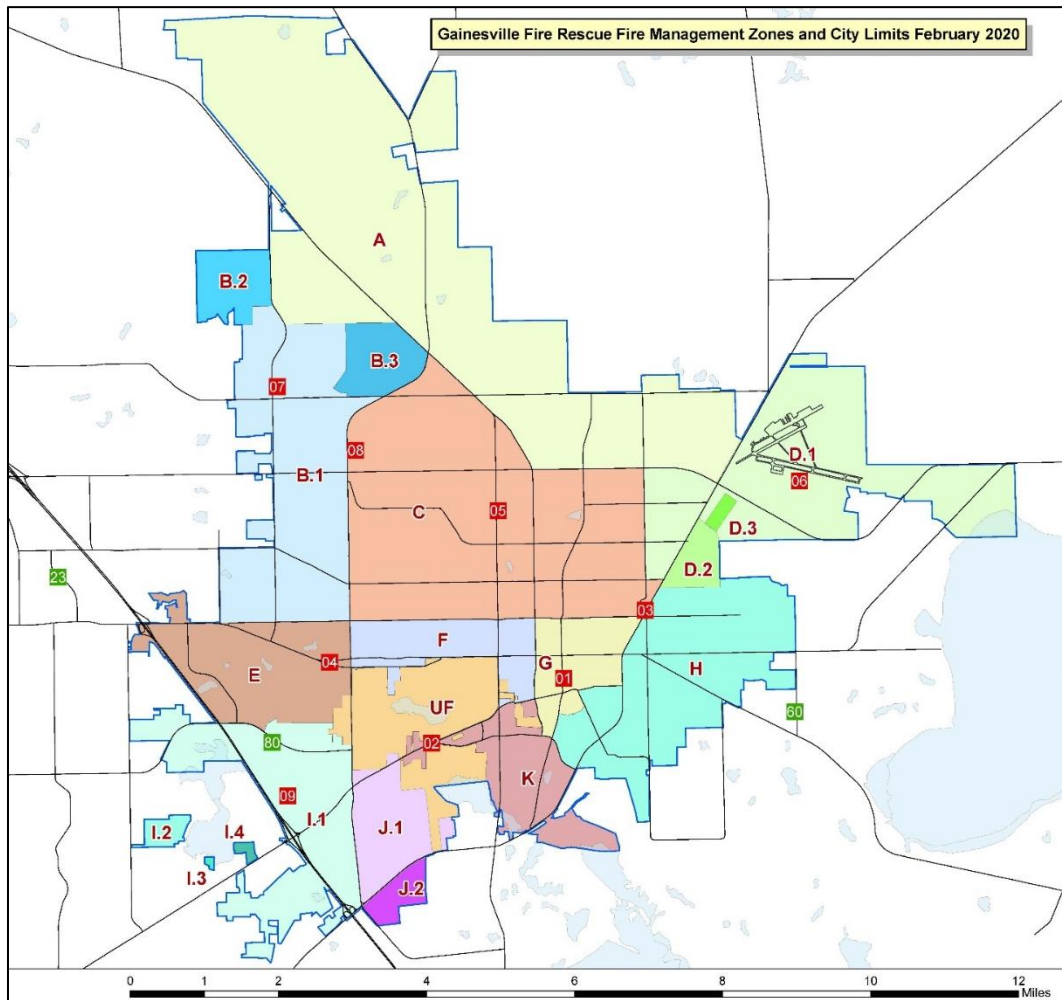 Gainesville Fire Rescue Fire Management Zones and City Limits February 2020
A
B.2
B.3
07
08
D.1
06
B.1
C
05
D.3
D.2
23
03
F
04
G
01
H
E
UF
60
80
02
K
09
I.1
J.1
I.2
I.4
I.3
J.2
0 1 2 4 6 8 10 12
Miles